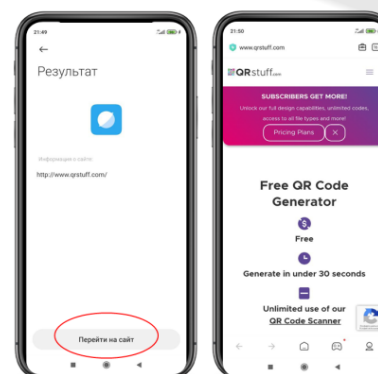 21:49
Результат
Информация о сайте:
http://www.qrstuff.com/
Перейти на сайт
21:50
www.qrstuff.com
QRstuff.com
SUBSCRIBERS GET MORE!
Unlock our full design capabilities, unlimited codes,
access to all file types and more!
Pricing Plans
X
Free QR Code
Generator
Free
Generate in under 30 seconds
Unlimited use of our
QR Code Scanner